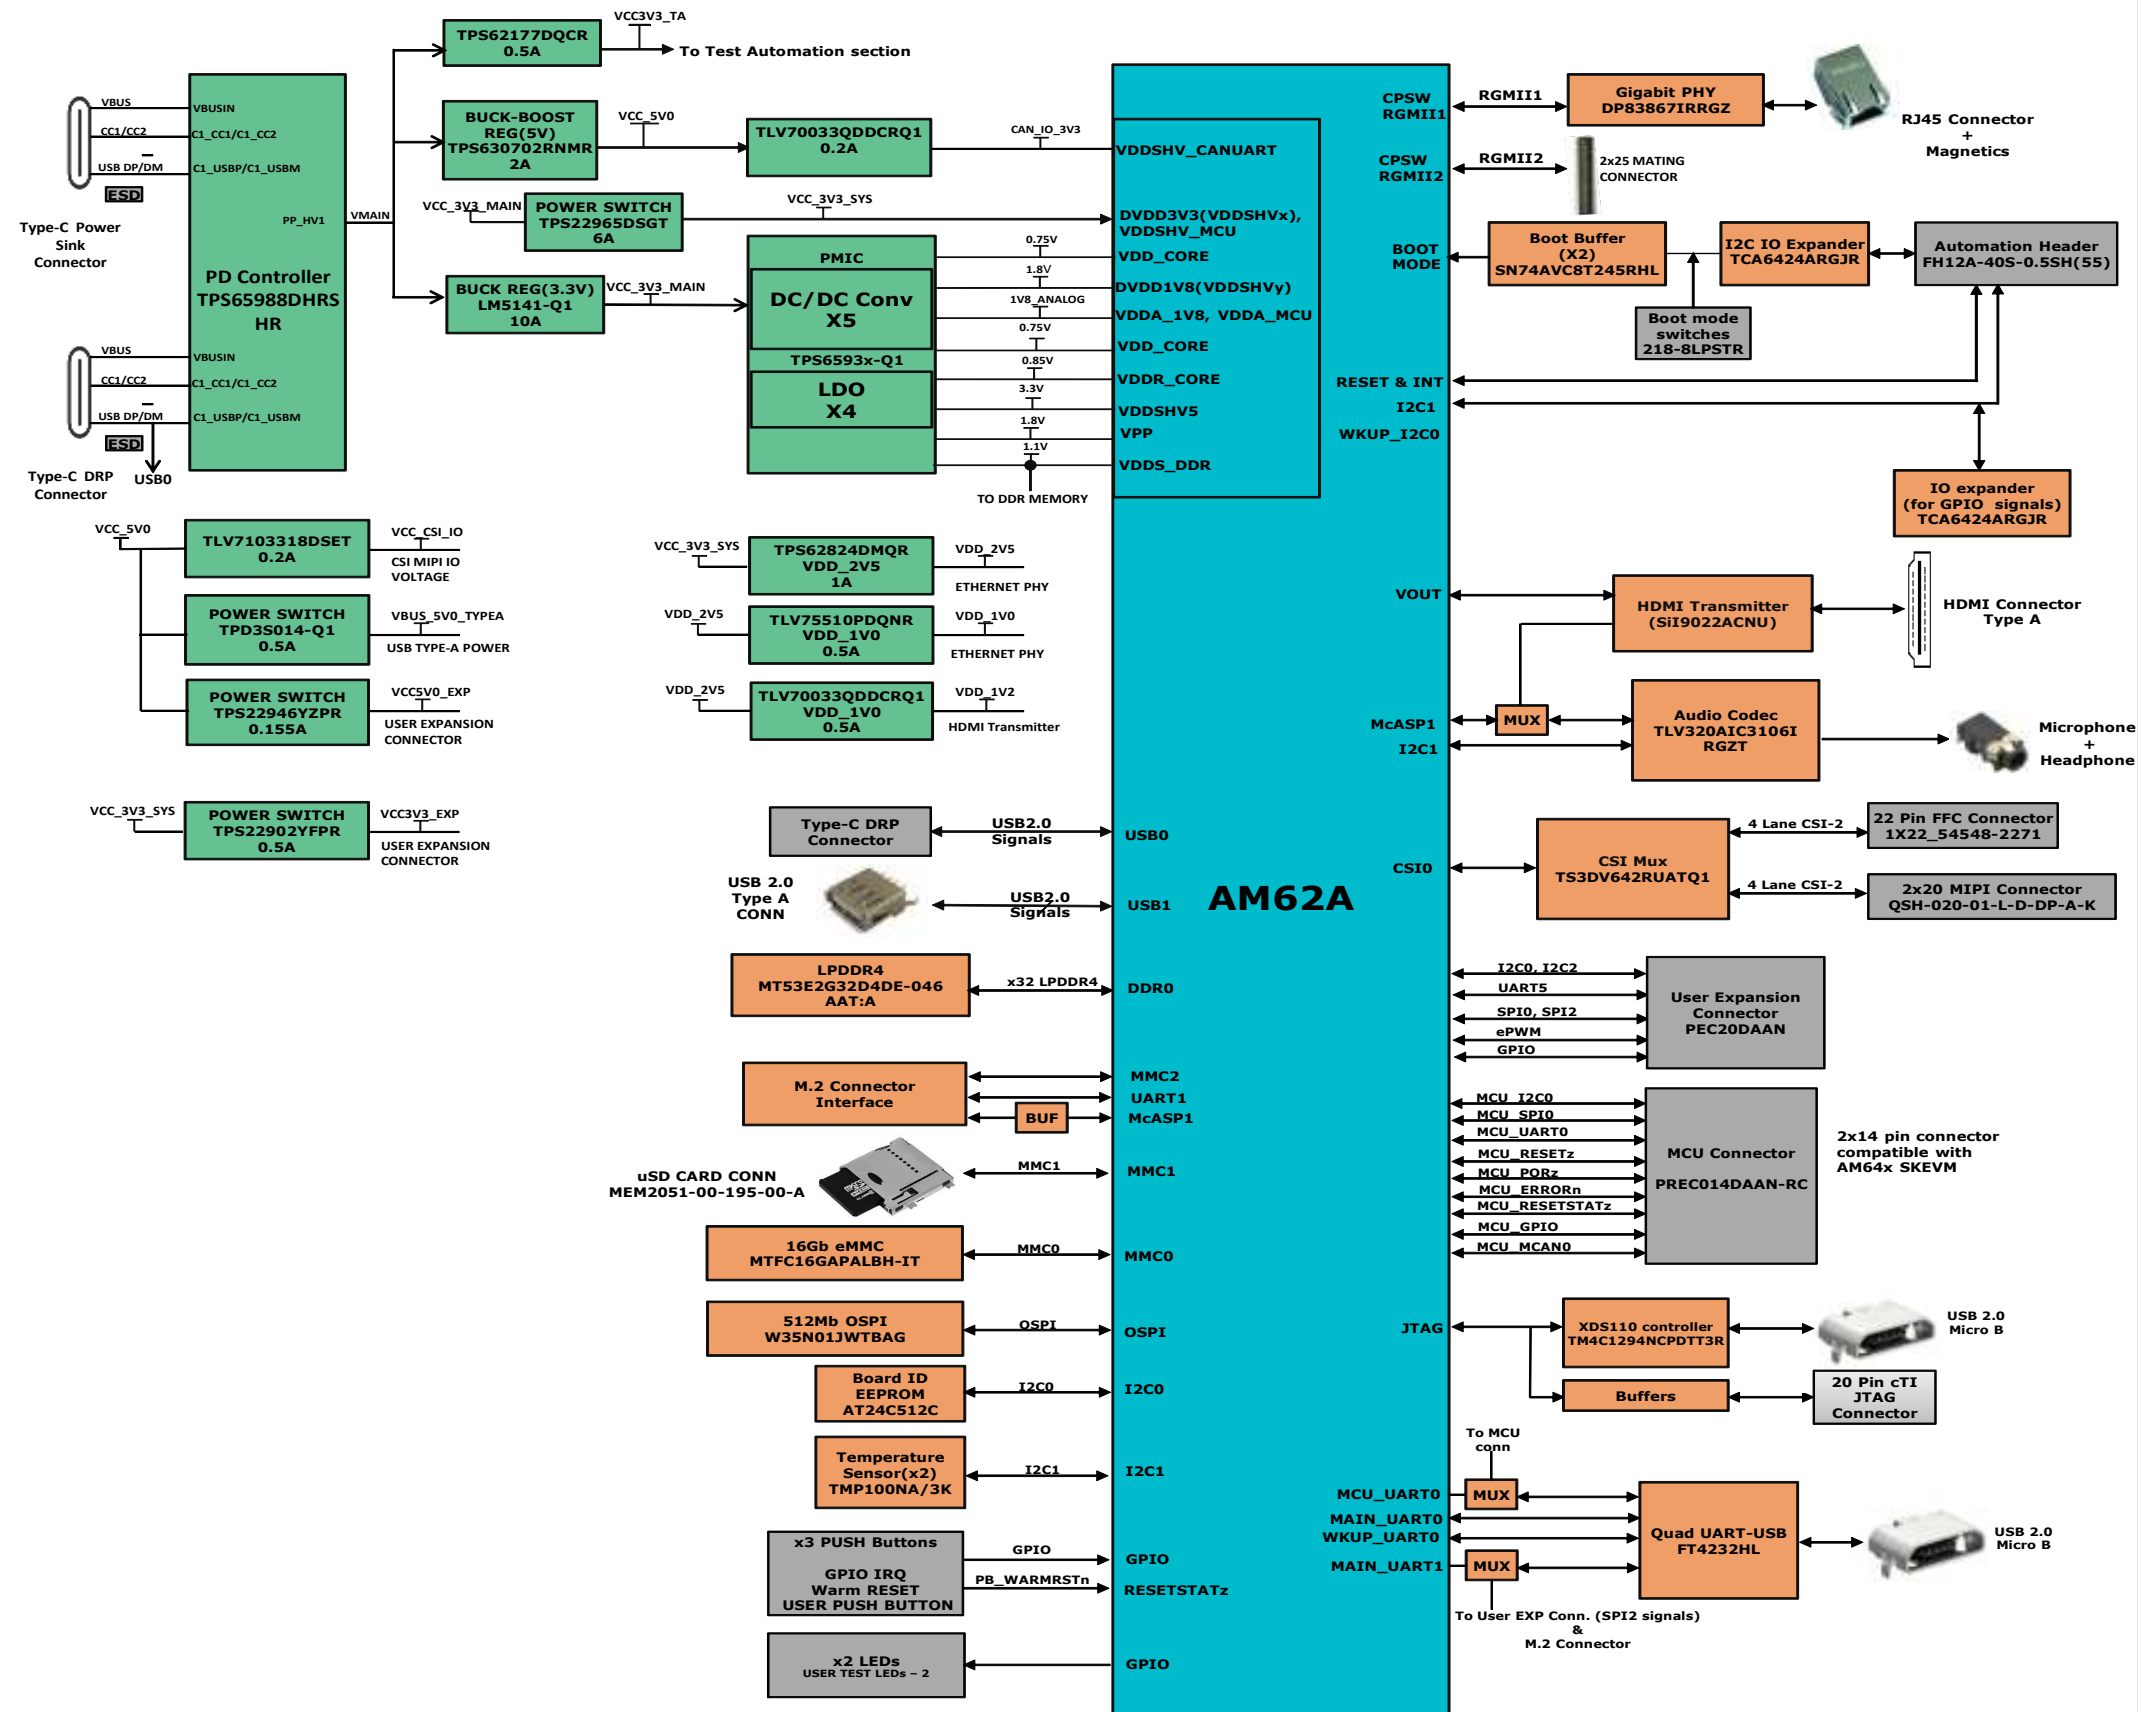 VCC3V3_TA
TPS62177DQCR
0.5A
To Test Automation section
VBUS
VBUSIN
CC1/CC2
C1_CC1/C1_CC2
USB DP/DM
C1_USBP/C1_USBM
ESD
Type-C Power
Sink
Connector
PP_HV1
VMAIN
PD Controller
TPS65988DHRS
HR
VBUS
VBUSIN
CC1/CC2
C1_CC1/C1_CC2
USB DP/DM
C1_USBP/C1_USBM
ESD
Type-C DRP
Connector
USB0
BUCK-BOOST
REG(5V)
TPS630702RNMR
2A
VCC_5V0
TLV70033QDDCRQ1
0.2A
CAN_IO_3V3
VDDSHV_CANUART
VCC_3V3_MAIN
POWER SWITCH
TPS22965DSGT
6A
VCC_3V3_SYS
DVDD3V3(VDDSHVx),
VDDSHV_MCU
BUCK REG(3.3V)
LM5141-Q1
10A
VCC_3V3_MAIN
PMIC
DC/DC Conv
X5
TPS6593x-Q1
LDO
X4
0.75V
VDD_CORE
1.8V
DVDD1V8(VDDSHVy)
1V8_ANALOG
VDDA_1V8, VDDA_MCU
0.75V
VDD_CORE
0.85V
VDDR_CORE
3.3V
VDDSHV5
1.8V
VPP
1.1V
VDDS_DDR
TO DDR MEMORY
VCC_5V0
TLV7103318DSET
0.2A
VCC_CSI_IO
CSI MIPI IO
VOLTAGE
POWER SWITCH
TPD3S014-Q1
0.5A
VBUS_5V0_TYPEA
USB TYPE-A POWER
POWER SWITCH
TPS22946YZPR
0.155A
VCC5V0_EXP
USER EXPANSION
CONNECTOR
VCC_3V3_SYS
POWER SWITCH
TPS22902YFPR
0.5A
VCC3V3_EXP
USER EXPANSION
CONNECTOR
VCC_3V3_SYS
TPS62824DMQR
VDD_2V5
1A
VDD_2V5
ETHERNET PHY
VDD_2V5
TLV75510PDQNR
VDD_1V0
0.5A
VDD_1V0
ETHERNET PHY
VDD_2V5
TLV70033QDDCRQ1
VDD_1V0
0.5A
VDD_1V2
HDMI Transmitter
Type-C DRP
Connector
USB2.0
Signals
USB0
USB 2.0
Type A
CONN
USB2.0
Signals
USB1
AM62A
LPDDR4
MT53E2G32D4DE-046
AAT:A
x32 LPDDR4
DDR0
M.2 Connector
Interface
MMC2
UART1
BUF
McASP1
uSD CARD CONN
MEM2051-00-195-00-A
MMC1
MMC1
16Gb eMMC
MTFC16GAPALBH-IT
MMC0
MMC0
512Mb OSPI
W35N01JWTBAG
OSPI
OSPI
Board ID
EEPROM
AT24C512C
I2C0
I2C0
Temperature
Sensor(x2)
TMP100NA/3K
I2C1
I2C1
x3 PUSH Buttons
GPIO IRQ
Warm RESET
USER PUSH BUTTON
GPIO
GPIO
PB_WARMRSTn
RESETSTATz
x2 LEDs
USER TEST LEDs – 2
GPIO
CPSW
RGMII1
RGMII1
Gigabit PHY
DP83867IRRGZ
RJ45 Connector
+
Magnetics
CPSW
RGMII2
RGMII2
2x25 MATING
CONNECTOR
BOOT
MODE
Boot Buffer
(X2)
SN74AVC8T245RHL
I2C IO Expander
TCA6424ARGJR
Automation Header
FH12A-40S-0.5SH(55)
Boot mode
switches
218-8LPSTR
RESET & INT
I2C1
WKUP_I2C0
IO expander
(for GPIO signals)
TCA6424ARGJR
VOUT
HDMI Transmitter
(SiI9022ACNU)
HDMI Connector
Type A
McASP1
MUX
I2C1
Audio Codec
TLV320AIC3106I
RGZT
Microphone
+
Headphone
CSI0
CSI Mux
TS3DV642RUATQ1
4 Lane CSI-2
22 Pin FFC Connector
1X22_54548-2271
4 Lane CSI-2
2x20 MIPI Connector
QSH-020-01-L-D-DP-A-K
I2C0, I2C2
UART5
SPI0, SPI2
ePWM
GPIO
User Expansion
Connector
PEC20DAAN
MCU_I2C0
MCU_SPI0
MCU_UART0
MCU_RESETz
MCU_PORz
MCU_ERRORn
MCU_RESETSTATz
MCU_GPIO
MCU_MCAN0
MCU Connector
PREC014DAAN-RC
2x14 pin connector
compatible with
AM64x SKEVM
JTAG
XDS110 controller
TM4C1294NCPDTT3R
USB 2.0
Micro B
Buffers
20 Pin cTI
JTAG
Connector
To MCU
conn
MCU_UART0
MUX
MAIN_UART0
WKUP_UART0
MAIN_UART1
MUX
Quad UART-USB
FT4232HL
USB 2.0
Micro B
To User EXP Conn. (SPI2 signals)
&
M.2 Connector